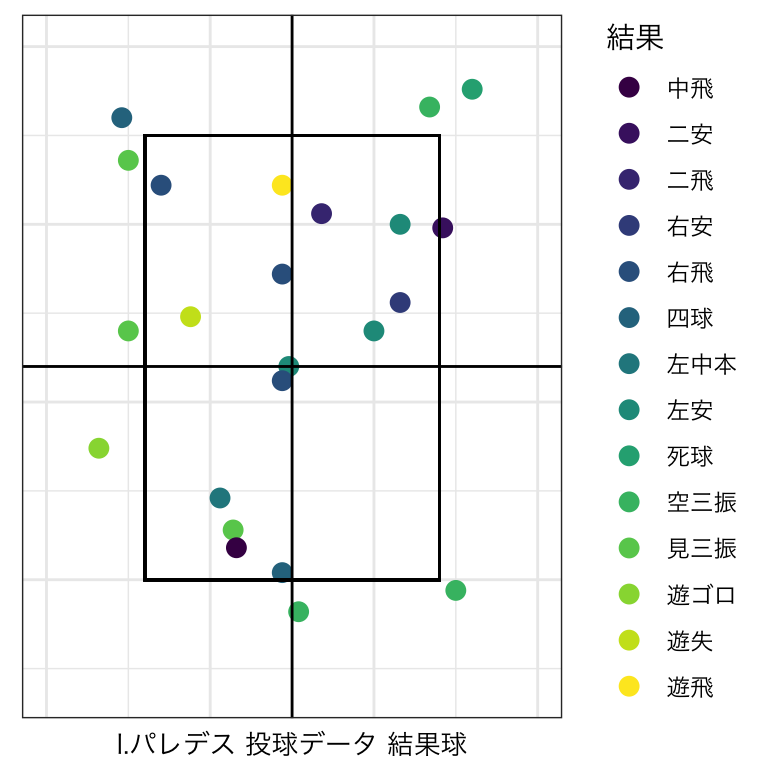 結果
中飛
二安
二飛
右安
右飛
四球
左中本
左安
死球
空三振
見三振
遊ゴロ
遊失
遊飛
I.パレデス 投球データ 結果球